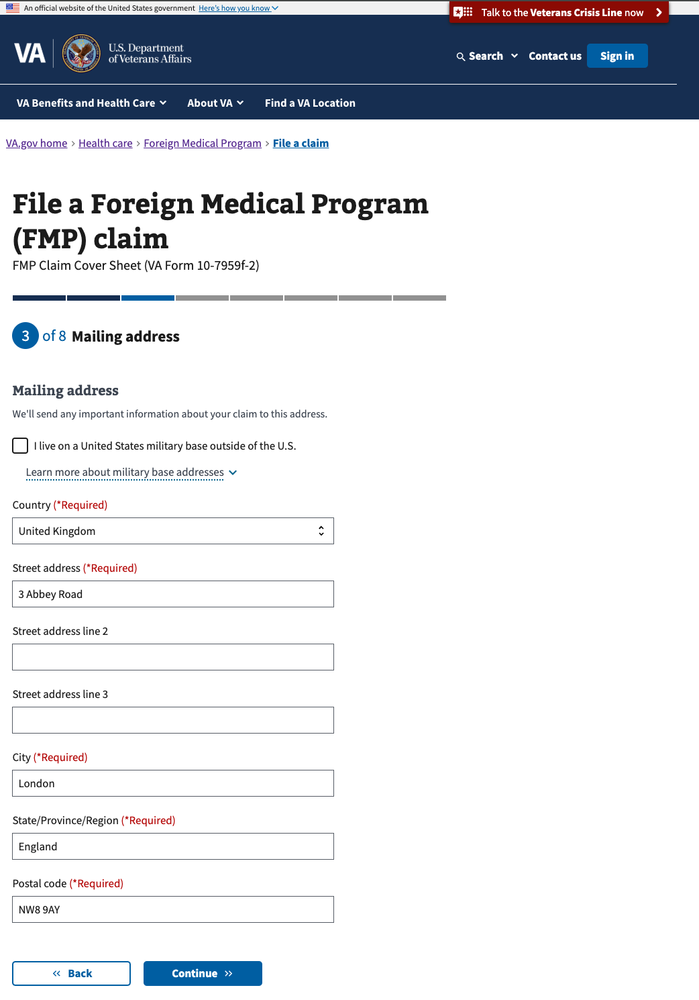 An official website of the United States government Here's how you know
Talk to the Veterans Crisis Line now
VA
U.S. Department
of Veterans Affairs
Search
Contact us
Sign in
VA Benefits and Health Care
About VA
Find a VA Location
VA.gov home › Health care › Foreign Medical Program › File a claim
File a Foreign Medical Program
(FMP) claim
FMP Claim Cover Sheet (VA Form 10-7959f-2)
3 of 8 Mailing address
Mailing address
We'll send any important information about your claim to this address.
I live on a United States military base outside of the U.S.
Learn more about military base addresses
Country (*Required)
United Kingdom
Street address (*Required)
3 Abbey Road
Street address line 2
Street address line 3
City (*Required)
London
State/Province/Region (*Required)
England
Postal code (*Required)
NW8 9AY
Back
Continue